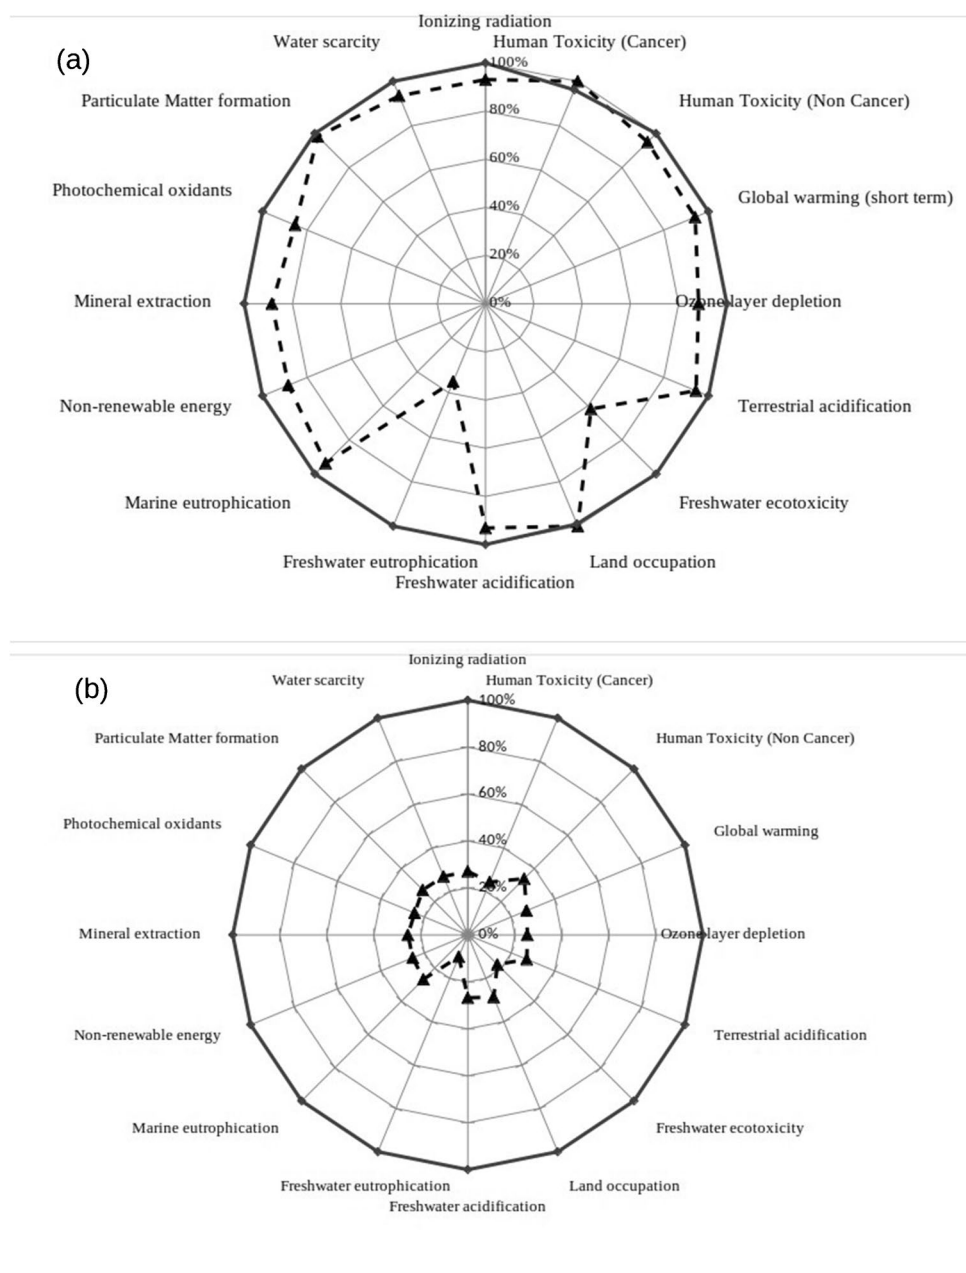 Ionizing radiation
Water scarcity
Human Toxicity (Cancer)
(a)
100%
Particulate Matter formation
Human Toxicity (Non Cancer)
80%
60%
Photochemical oxidants
Global warming (short term)
40%
20%
Mineral extraction
0%
Ozone layer depletion
Non-renewable energy
Terrestrial acidification
Marine eutrophication
Freshwater ecotoxicity
Freshwater eutrophication
Land occupation
Freshwater acidification
Ionizing radiation
Water scarcity
Human Toxicity (Cancer)
(b)
100%
Particulate Matter formation
Human Toxicity (Non Cancer)
80%
60%
Photochemical oxidants
Global warming
40%
20%
Mineral extraction
0%
Ozone layer depletion
Non-renewable energy
Terrestrial acidification
Marine eutrophication
Freshwater ecotoxicity
Freshwater eutrophication
Land occupation
Freshwater acidification